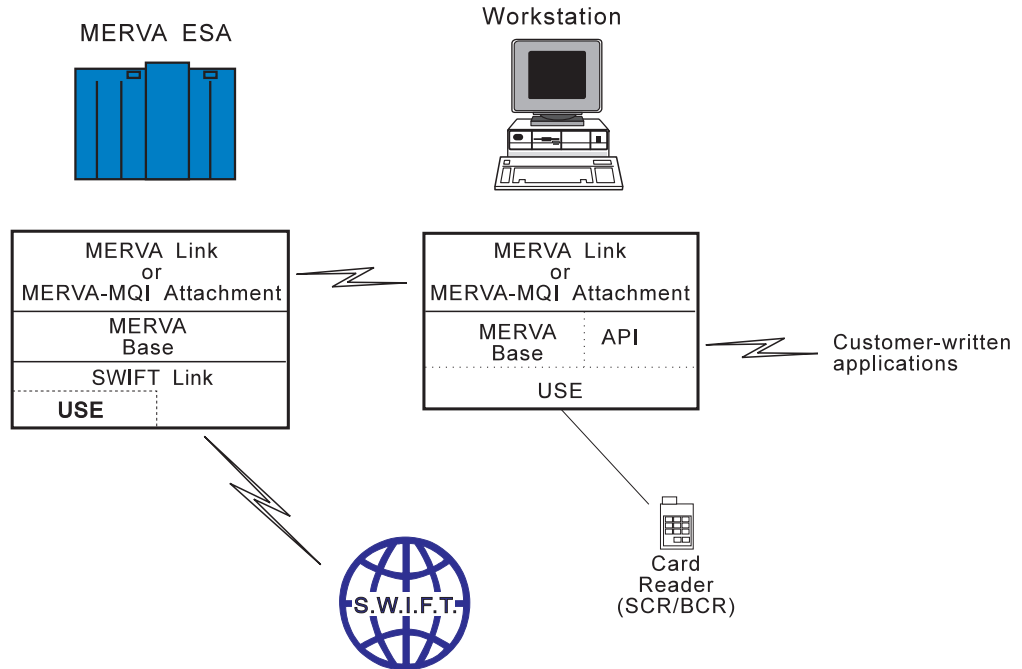 Workstation
MERVA ESA
MERVA Link
or
MERVA-MQI Attachment
MERVA
Base
SWIFT Link
USE
MERVA Link
or
MERVA-MQI Attachment
MERVA
Base
API
USE
Customer-written
applications
S.W.I.F.T.
Card
Reader
(SCR/BCR)